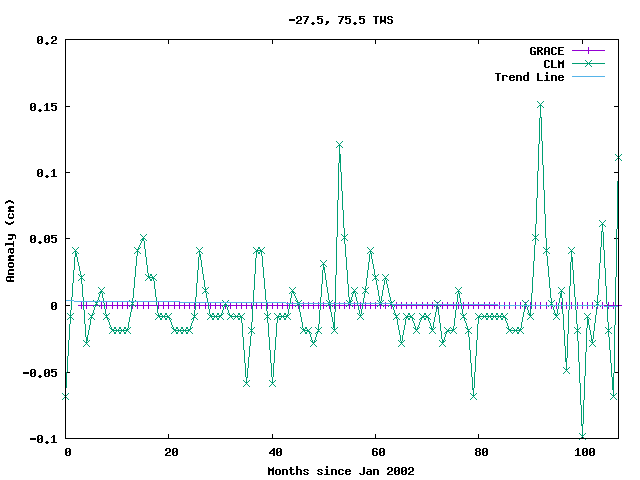 -27.5, 75.5 TWS
GRACE
CLM
Trend Line
0.2
0.15
0.1
0.05
0
-0.05
-0.1
Anomaly (cm)
0 20 40 60 80 100
Months since Jan 2002